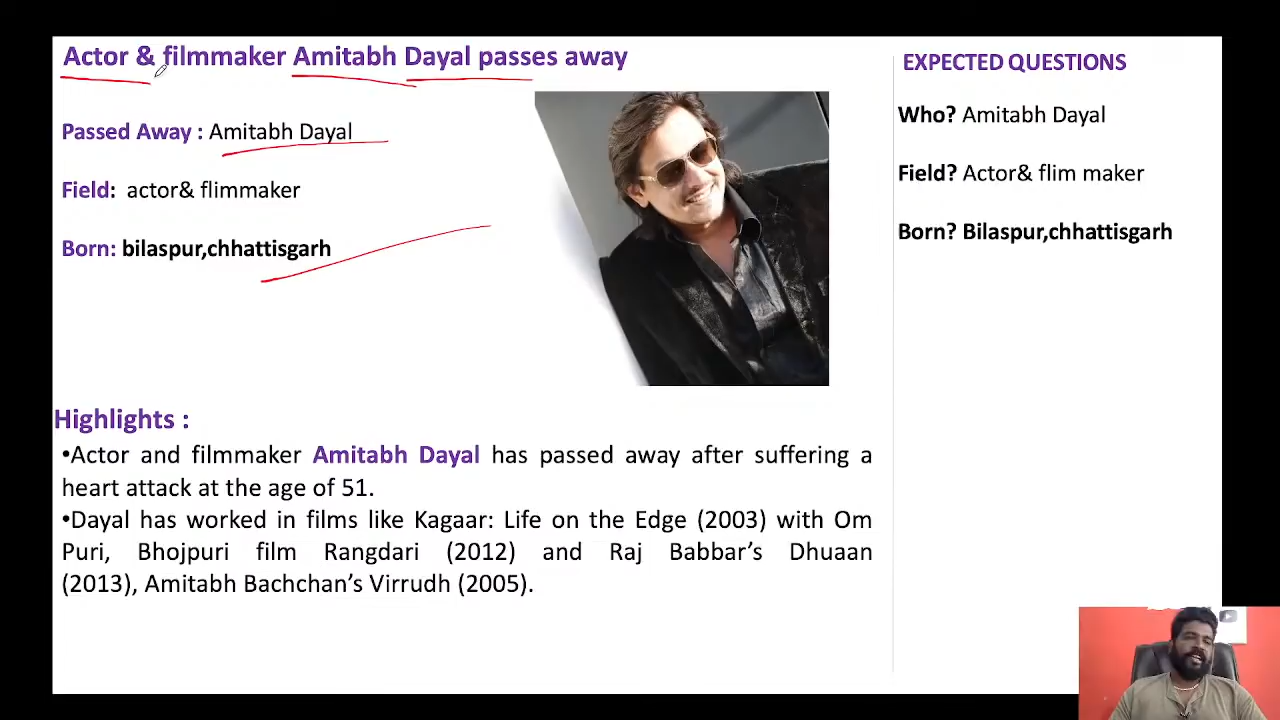 Actor & filmmaker Amitabh Dayal passes away
Passed Away : Amitabh Dayal
Field: actor& flimmaker
Born: bilaspur,chhattisgarh
Highlights :
•Actor and filmmaker Amitabh Dayal has passed away after suffering a
heart attack at the age of 51.
•Dayal has worked in films like Kagaar: Life on the Edge (2003) with Om
Puri, Bhojpuri film Rangdari (2012) and Raj Babbar’s Dhuaan
(2013), Amitabh Bachchan’s Virrudh (2005).
EXPECTED QUESTIONS
Who? Amitabh Dayal
Field? Actor& flim maker
Born? Bilaspur,chhattisgarh